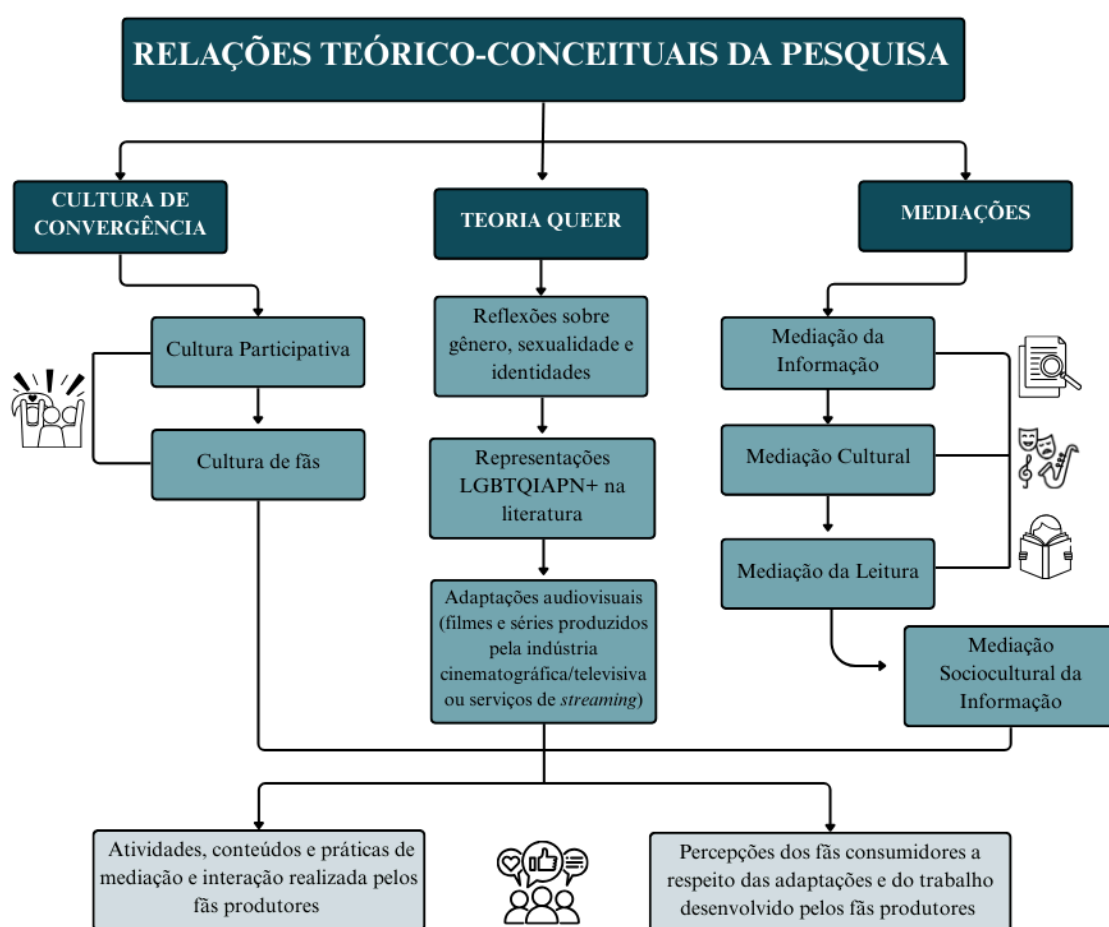 RELAÇÕES TEÓRICO-CONCEITUAIS DA PESQUISA
CULTURA DE
CONVERGÊNCIA
TEORIA QUEER
MEDIAÇÕES
Cultura Participativa
Cultura de fãs
Reflexões sobre
gênero, sexualidade e
identidades
Representações
LGBTQIAPN+ na
literatura
Adaptações audiovisuais
(filmes e séries produzidos
pela indústria
cinematográfica/televisiva
ou serviços de streaming)
Mediação da
Informação
Mediação Cultural
Mediação da Leitura
Mediação
Sociocultural da
Informação
Atividades, conteúdos e práticas de
mediação e interação realizada pelos
fãs produtores
Percepções dos fãs consumidores a
respeito das adaptações e do trabalho
desenvolvido pelos fãs produtores